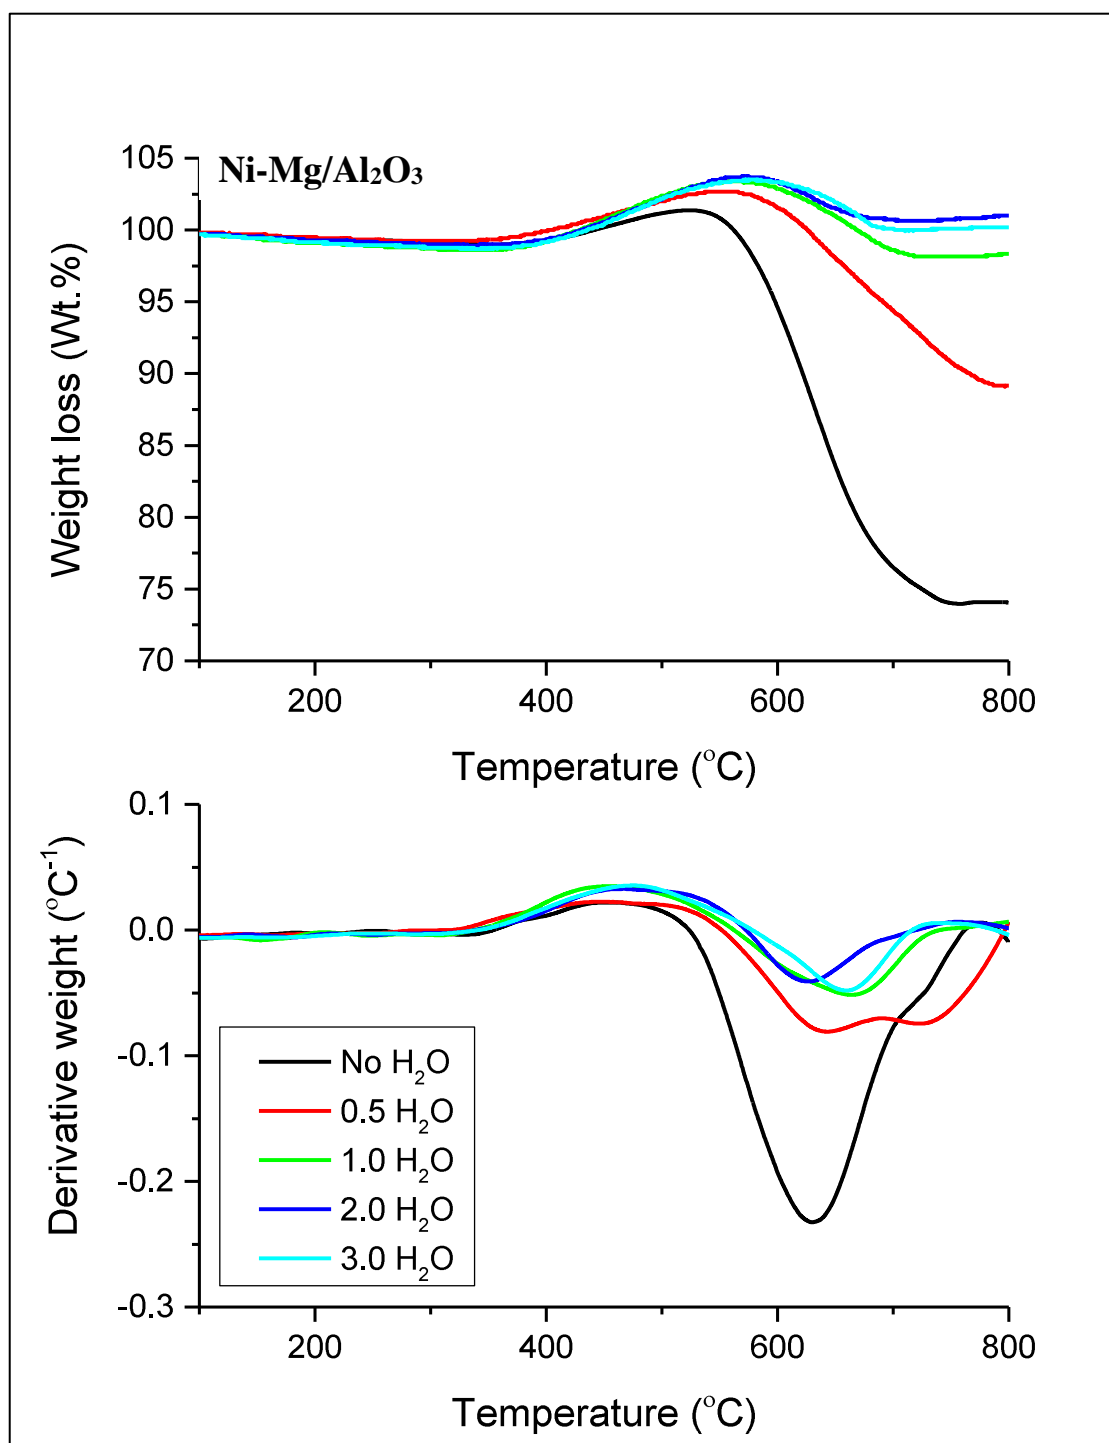 Ni-Mg/Al₂O₃
105
100
95
90
85
80
75
70
Weight loss (Wt.%)
200 400 600 800
Temperature (°C)
0.1
0.0
-0.1
-0.2
-0.3
Derivative weight (°C⁻¹)
No H₂O
0.5 H₂O
1.0 H₂O
2.0 H₂O
3.0 H₂O
200 400 600 800
Temperature (°C)